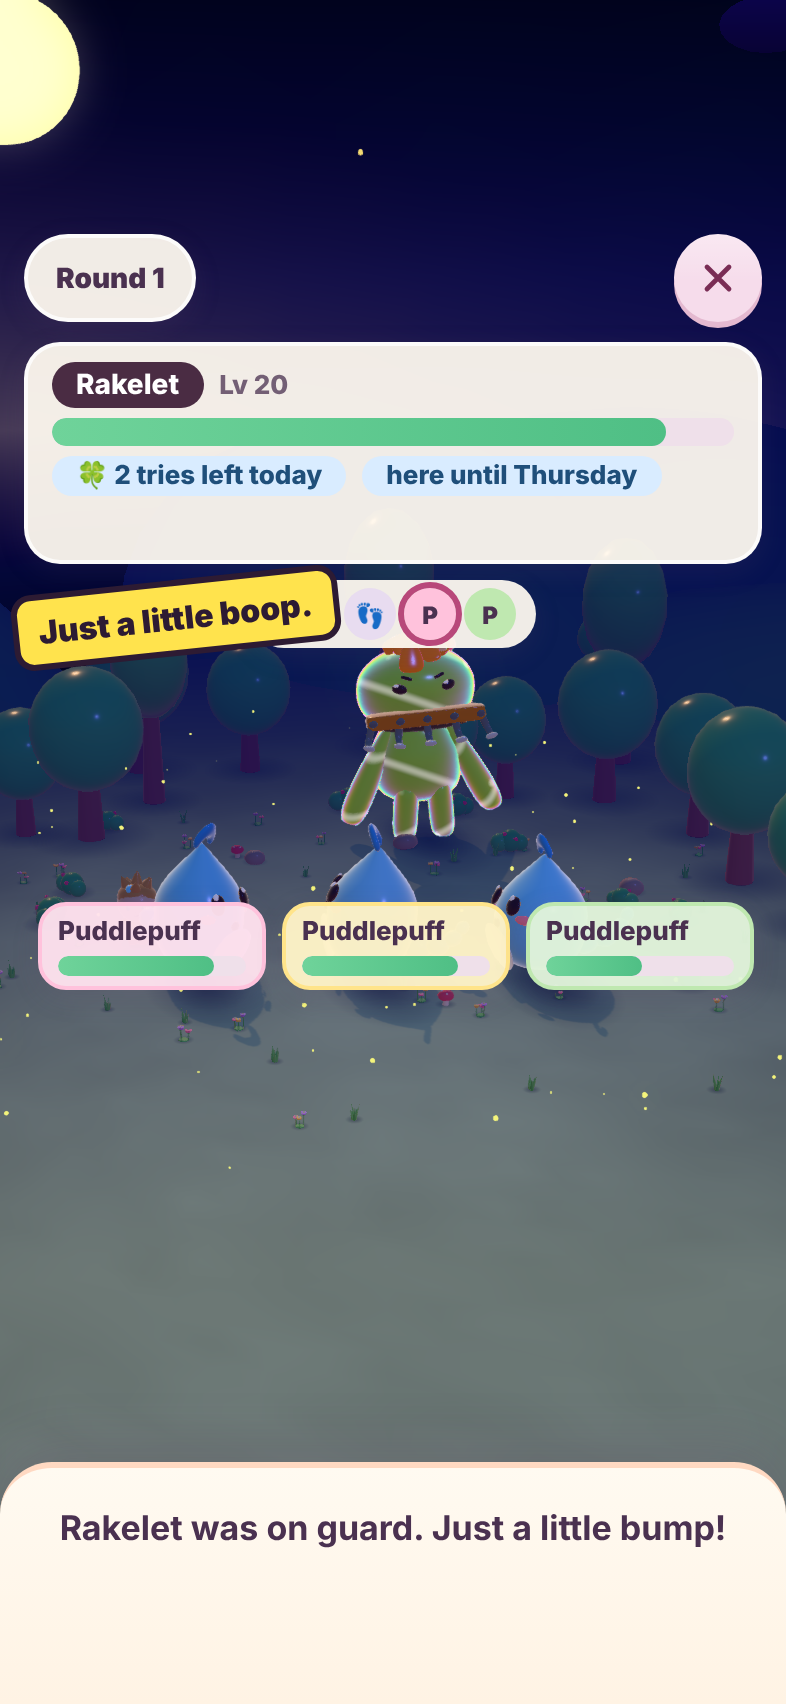 Round 1
Rakelet Lv 20
🍀 2 tries left today here until Thursday
Just a little boop.
👣 P P
Puddlepuff Puddlepuff Puddlepuff
Rakelet was on guard. Just a little bump!